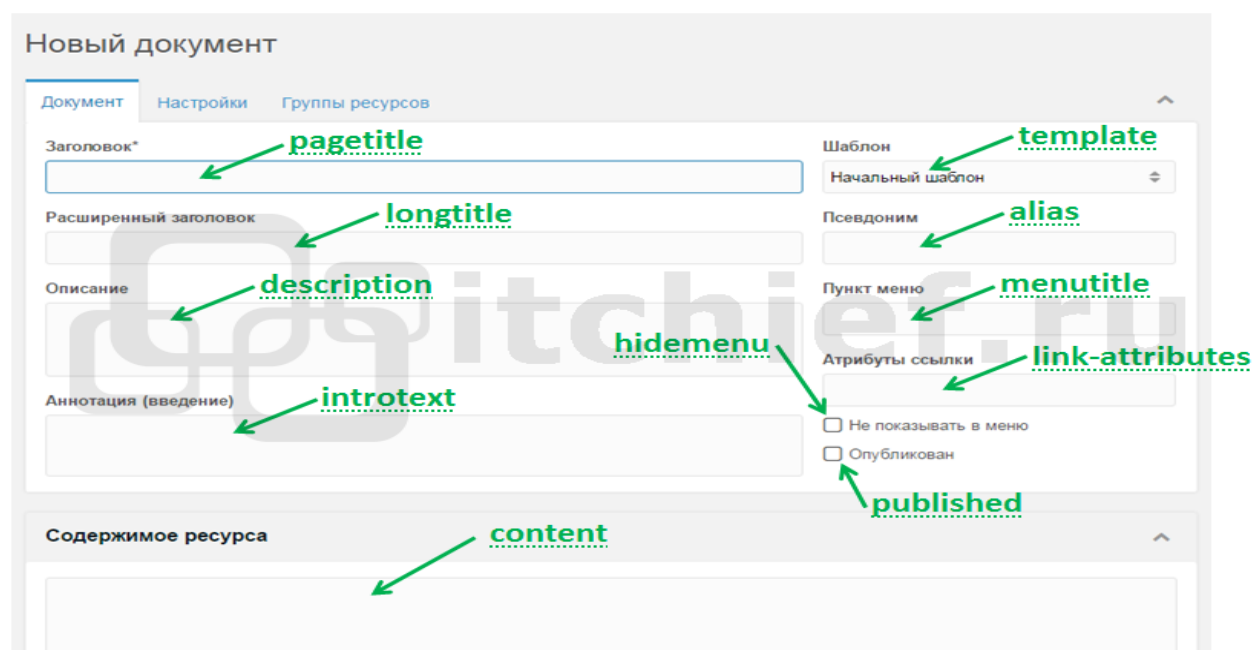 Новый документ
Документ Настройки Группы ресурсов
Заголовок* pagetitle
Шаблон template
Начальный шаблон
Расширенный заголовок longtitle
Псевдоним alias
Описание description
Пункт меню menutitle
itchief.ru
hidemenu
Атрибуты ссылки link-attributes
Аннотация (введение) introtext
Не показывать в меню
Опубликован
published
Содержимое ресурса content